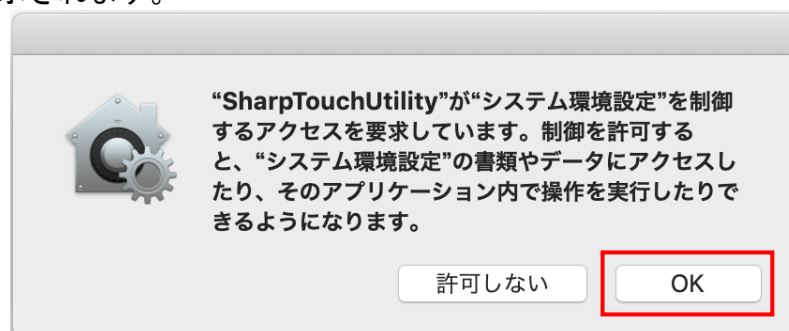 されます。
“SharpTouchUtility”が“システム環境設定”を制御
するアクセスを要求しています。制御を許可する
と、“システム環境設定”の書類やデータにアクセスし
たり、そのアプリケーション内で操作を実行したりで
きるようになります。
許可しない
OK